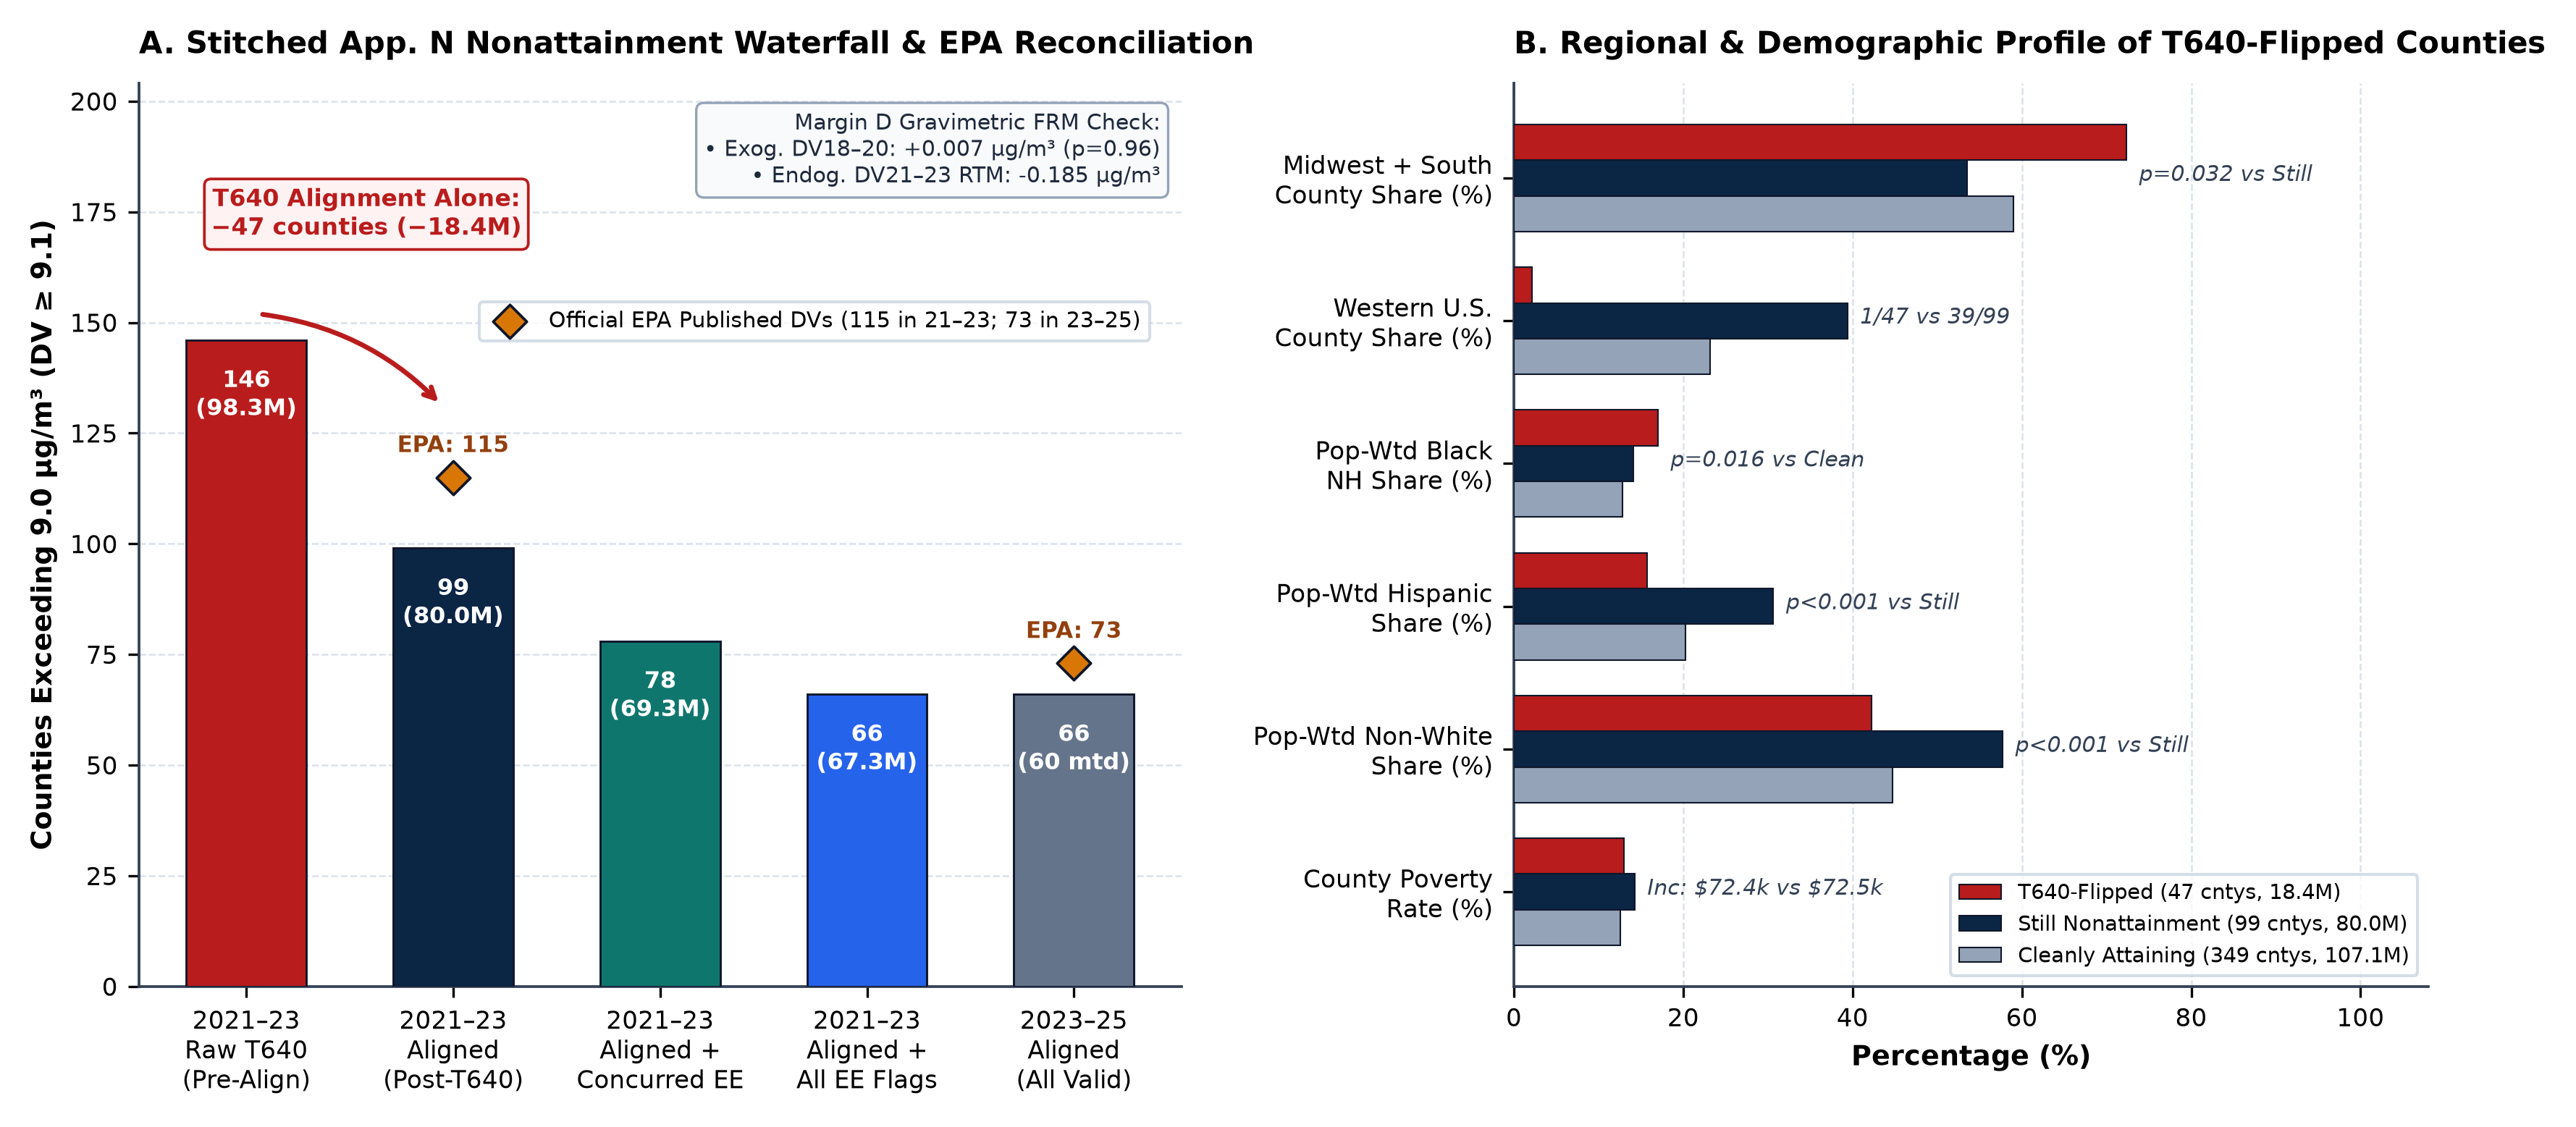 A. Stitched App. N Nonattainment Waterfall & EPA Reconciliation
Counties Exceeding 9.0 µg/m³ (DV ≥ 9.1)
200
175
150
125
100
75
50
25
0
Margin D Gravimetric FRM Check:
• Exog. DV18–20: +0.007 µg/m³ (p=0.96)
• Endog. DV21–23 RTM: -0.185 µg/m³
T640 Alignment Alone:
−47 counties (−18.4M)
Official EPA Published DVs (115 in 21–23; 73 in 23–25)
146
(98.3M)
EPA: 115
99
(80.0M)
78
(69.3M)
66
(67.3M)
EPA: 73
66
(60 mtd)
2021–23
Raw T640
(Pre-Align)
2021–23
Aligned
(Post-T640)
2021–23
Aligned +
Concurred EE
2021–23
Aligned +
All EE Flags
2023–25
Aligned
(All Valid)
B. Regional & Demographic Profile of T640-Flipped Counties
Midwest + South
County Share (%)
p=0.032 vs Still
Western U.S.
County Share (%)
1/47 vs 39/99
Pop-Wtd Black
NH Share (%)
p=0.016 vs Clean
Pop-Wtd Hispanic
Share (%)
p<0.001 vs Still
Pop-Wtd Non-White
Share (%)
p<0.001 vs Still
County Poverty
Rate (%)
Inc: $72.4k vs $72.5k
T640-Flipped (47 cntys, 18.4M)
Still Nonattainment (99 cntys, 80.0M)
Cleanly Attaining (349 cntys, 107.1M)
0
20
40
60
80
100
Percentage (%)